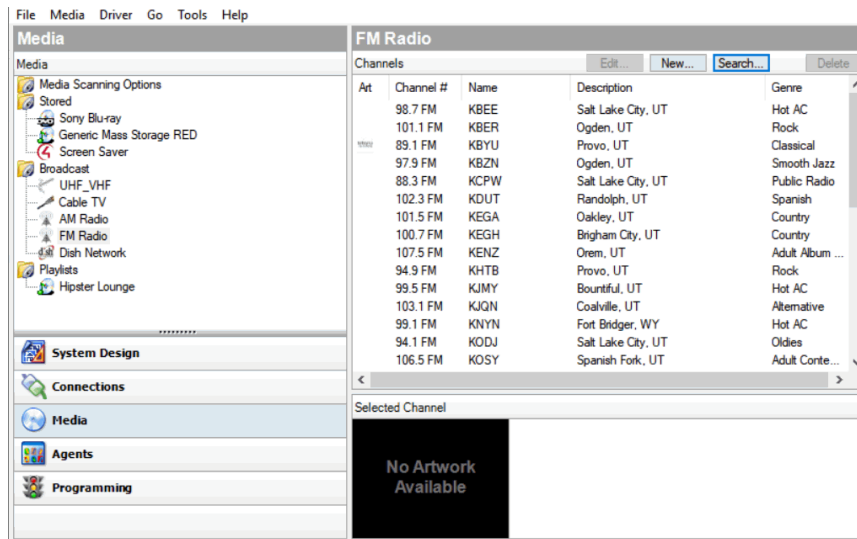 File Media Driver Go Tools Help
Media
Media
Media Scanning Options
Stored
Sony Blu-ray
Generic Mass Storage RED
Screen Saver
Broadcast
UHF_VHF
Cable TV
AM Radio
FM Radio
Dish Network
Playlists
Hipster Lounge
System Design
Connections
Media
Agents
Programming
FM Radio
Channels Edit... New... Search... Delete
Art Channel # Name Description Genre
98.7 FM KBEE Salt Lake City, UT Hot AC
101.1 FM KBER Ogden, UT Rock
89.1 FM KBYU Provo, UT Classical
97.9 FM KBZN Ogden, UT Smooth Jazz
88.3 FM KCPW Salt Lake City, UT Public Radio
102.3 FM KDUT Randolph, UT Spanish
101.5 FM KEGA Oakley, UT Country
100.7 FM KEGH Brigham City, UT Country
107.5 FM KENZ Orem, UT Adult Album ...
94.9 FM KHTB Provo, UT Rock
99.5 FM KJMY Bountiful, UT Hot AC
103.1 FM KJQN Coalville, UT Alternative
99.1 FM KNYN Fort Bridger, WY Hot AC
94.1 FM KODJ Salt Lake City, UT Oldies
106.5 FM KOSY Spanish Fork, UT Adult Conte...
Selected Channel
No Artwork
Available